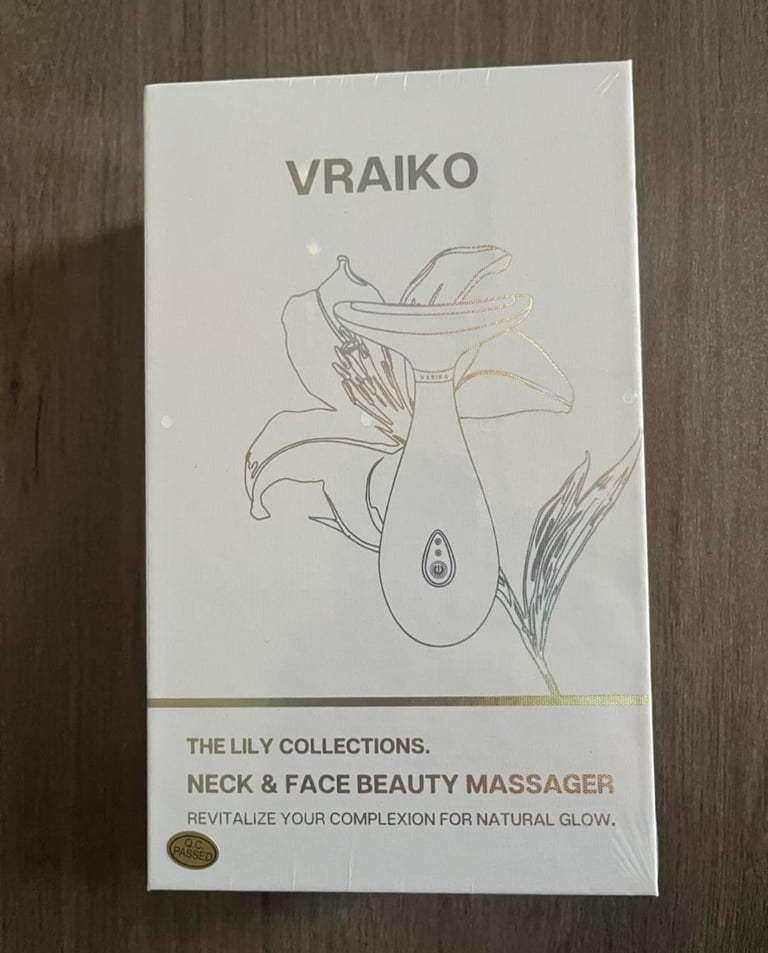 VRAIKO
VRAIKO
THE LILY COLLECTIONS.
NECK & FACE BEAUTY MASSAGER
REVITALIZE YOUR COMPLEXION FOR NATURAL GLOW.
Q.C.
PASSED